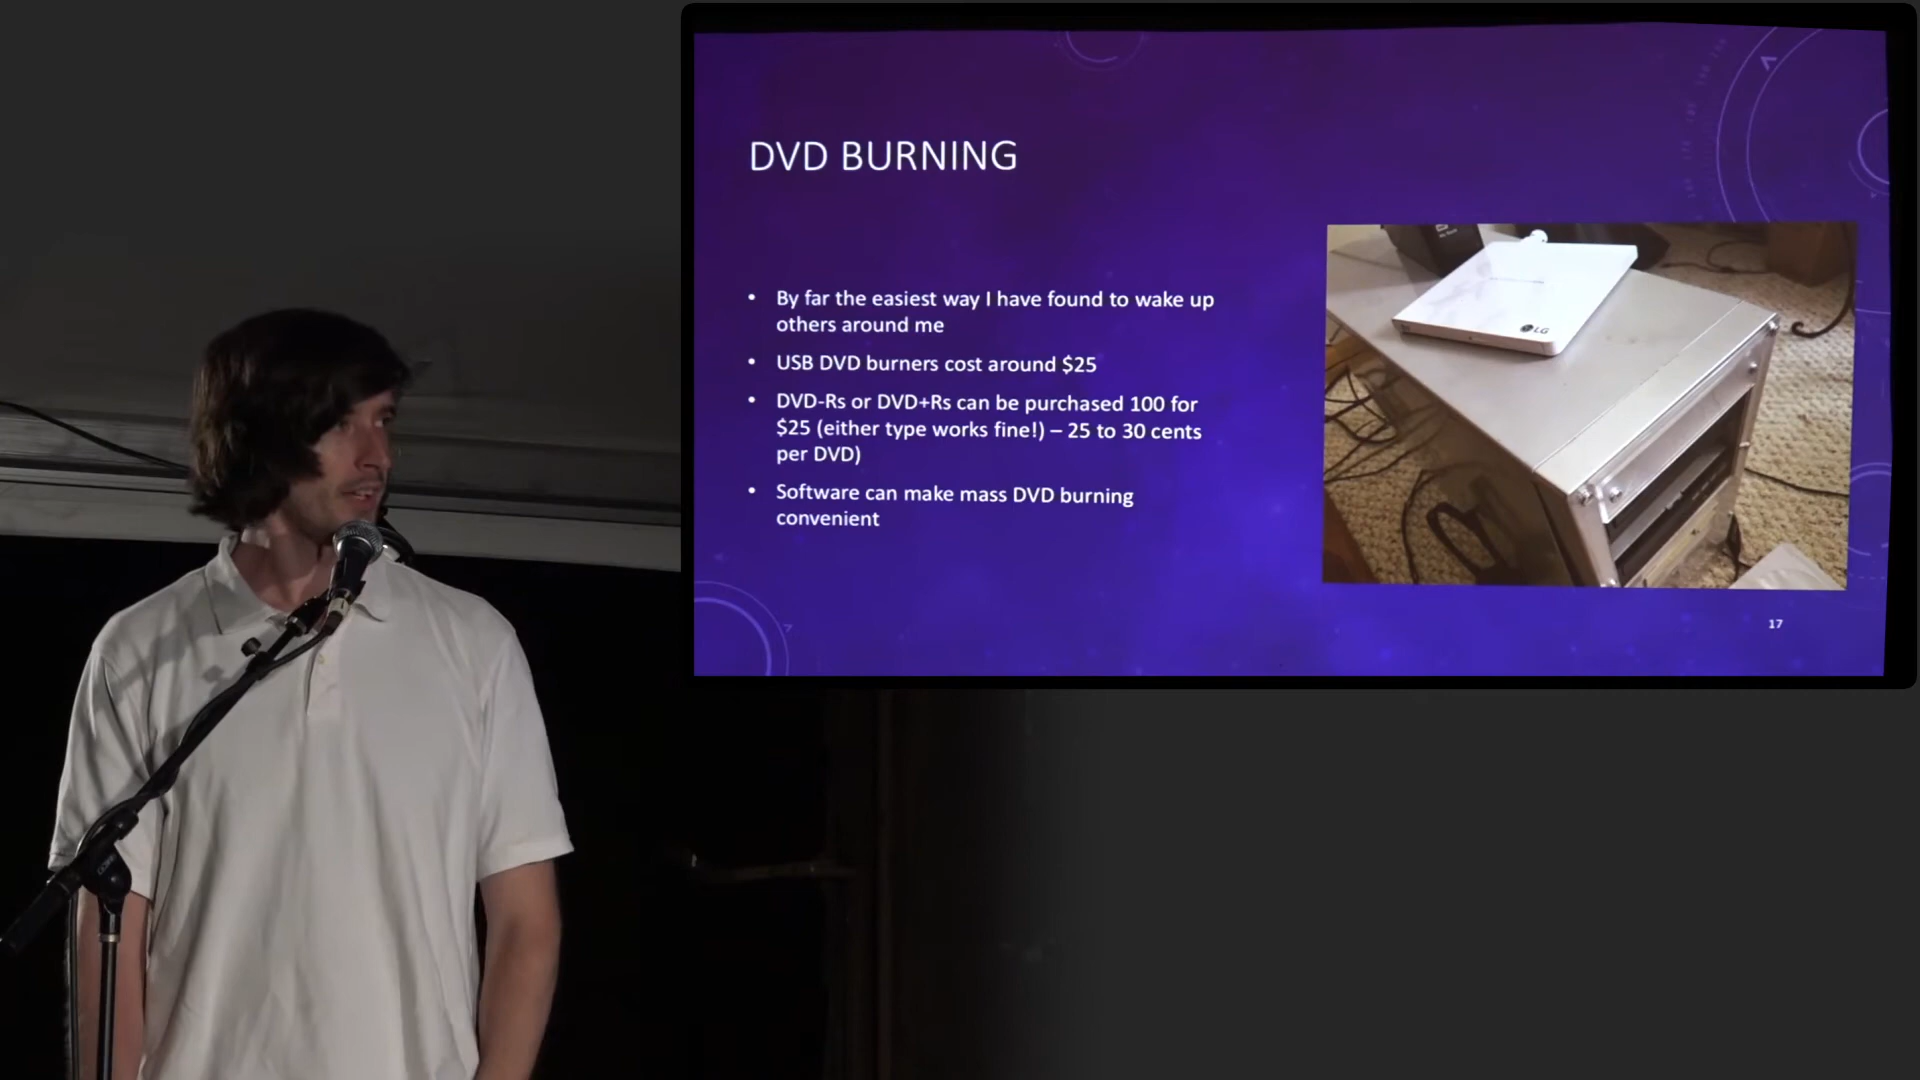 DVD BURNING
• By far the easiest way I have found to wake up
others around me
• USB DVD burners cost around $25
• DVD-Rs or DVD+Rs can be purchased 100 for
$25 (either type works fine!) – 25 to 30 cents
per DVD)
• Software can make mass DVD burning
convenient
LG
17